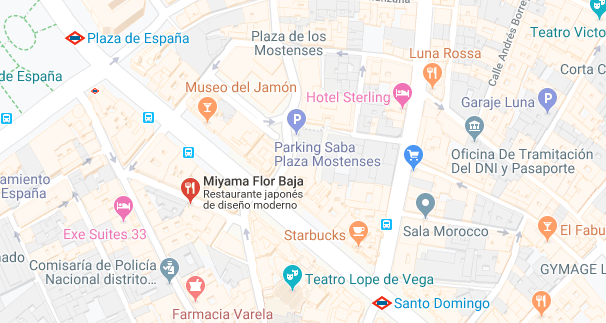 Plaza de España
Plaza de los
Mostenses
Luna Rossa
Calle Andrés Borre
Teatro Victo
Corta C
de España
Museo del Jamón
Hotel Sterling
Garaje Luna
Parking Saba
Plaza Mostenses
Oficina De Tramitación
Del DNI y Pasaporte
amiento
España
Miyama Flor Baja
Restaurante japonés
de diseño moderno
Exe Suites 33
Starbucks
Sala Morocco
El Fabu
nado
Comisaría de Policía
Nacional distrito...
Teatro Lope de Vega
GYMAGE L
Farmacia Varela
Santo Domingo